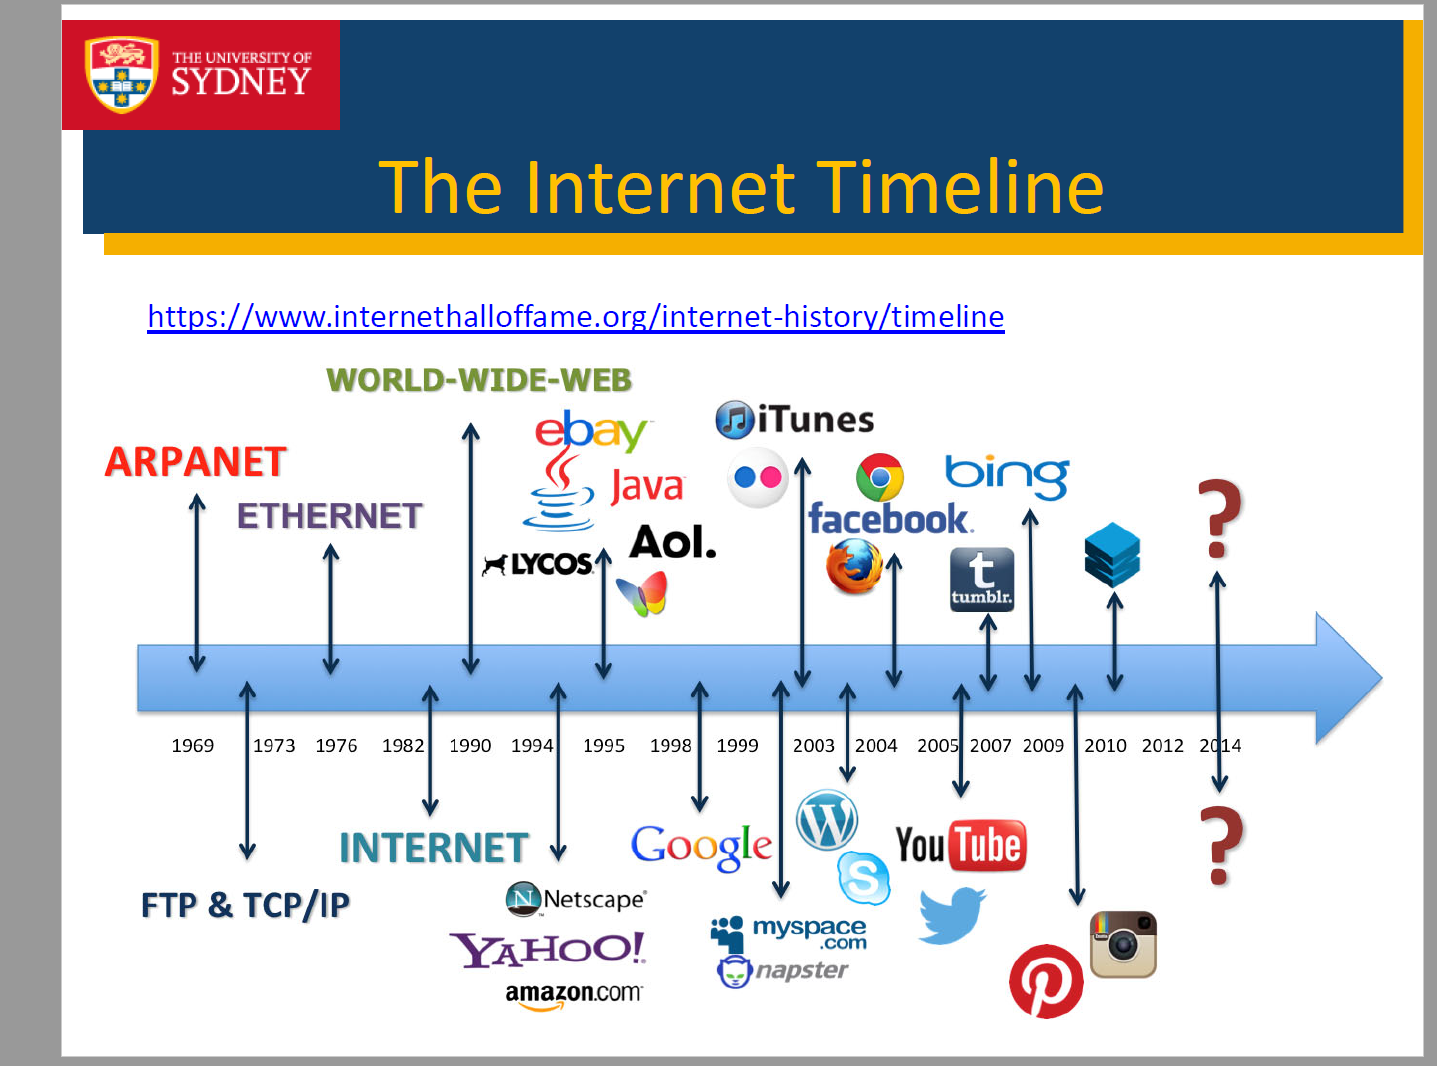 THE UNIVERSITY OF
SYDNEY
The Internet Timeline
https://www.internethalloffame.org/internet-history/timeline
WORLD-WIDE-WEB
ARPANET
ETHERNET
ebay
Java
LYCOS
Aol.
iTunes
facebook.
bing
t
tumblr.
?
1969 1973 1976 1982 1990 1994 1995 1998 1999 2003 2004 2005 2007 2009 2010 2012 2014
FTP & TCP/IP
INTERNET
N Netscape
YAHOO!
amazon.com
Google
myspace
.com
napster
W
S
YouTube
P
?